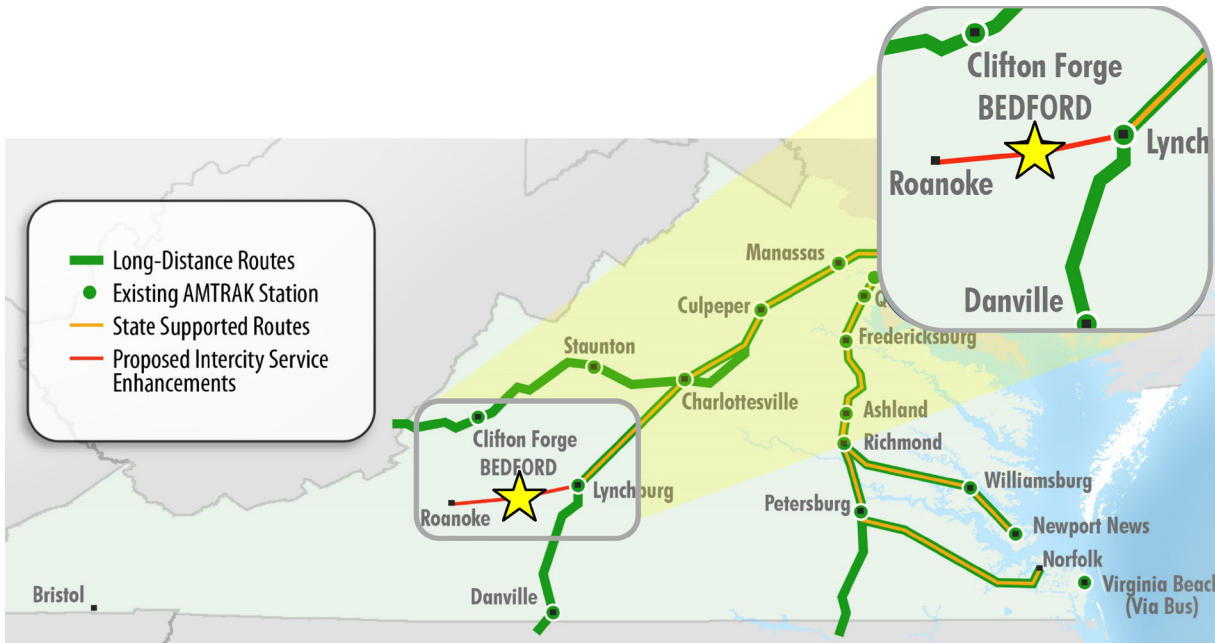 Clifton Forge
BEDFORD
Lynch
Roanoke
Danville
Long-Distance Routes
Existing AMTRAK Station
State Supported Routes
Proposed Intercity Service
Enhancements
Manassas
Culpeper
Q
Fredericksburg
Staunton
Charlottesville
Ashland
Richmond
Clifton Forge
BEDFORD
Lynchburg
Roanoke
Petersburg
Williamsburg
Newport News
Norfolk
Bristol
Danville
Virginia Beach
(Via Bus)